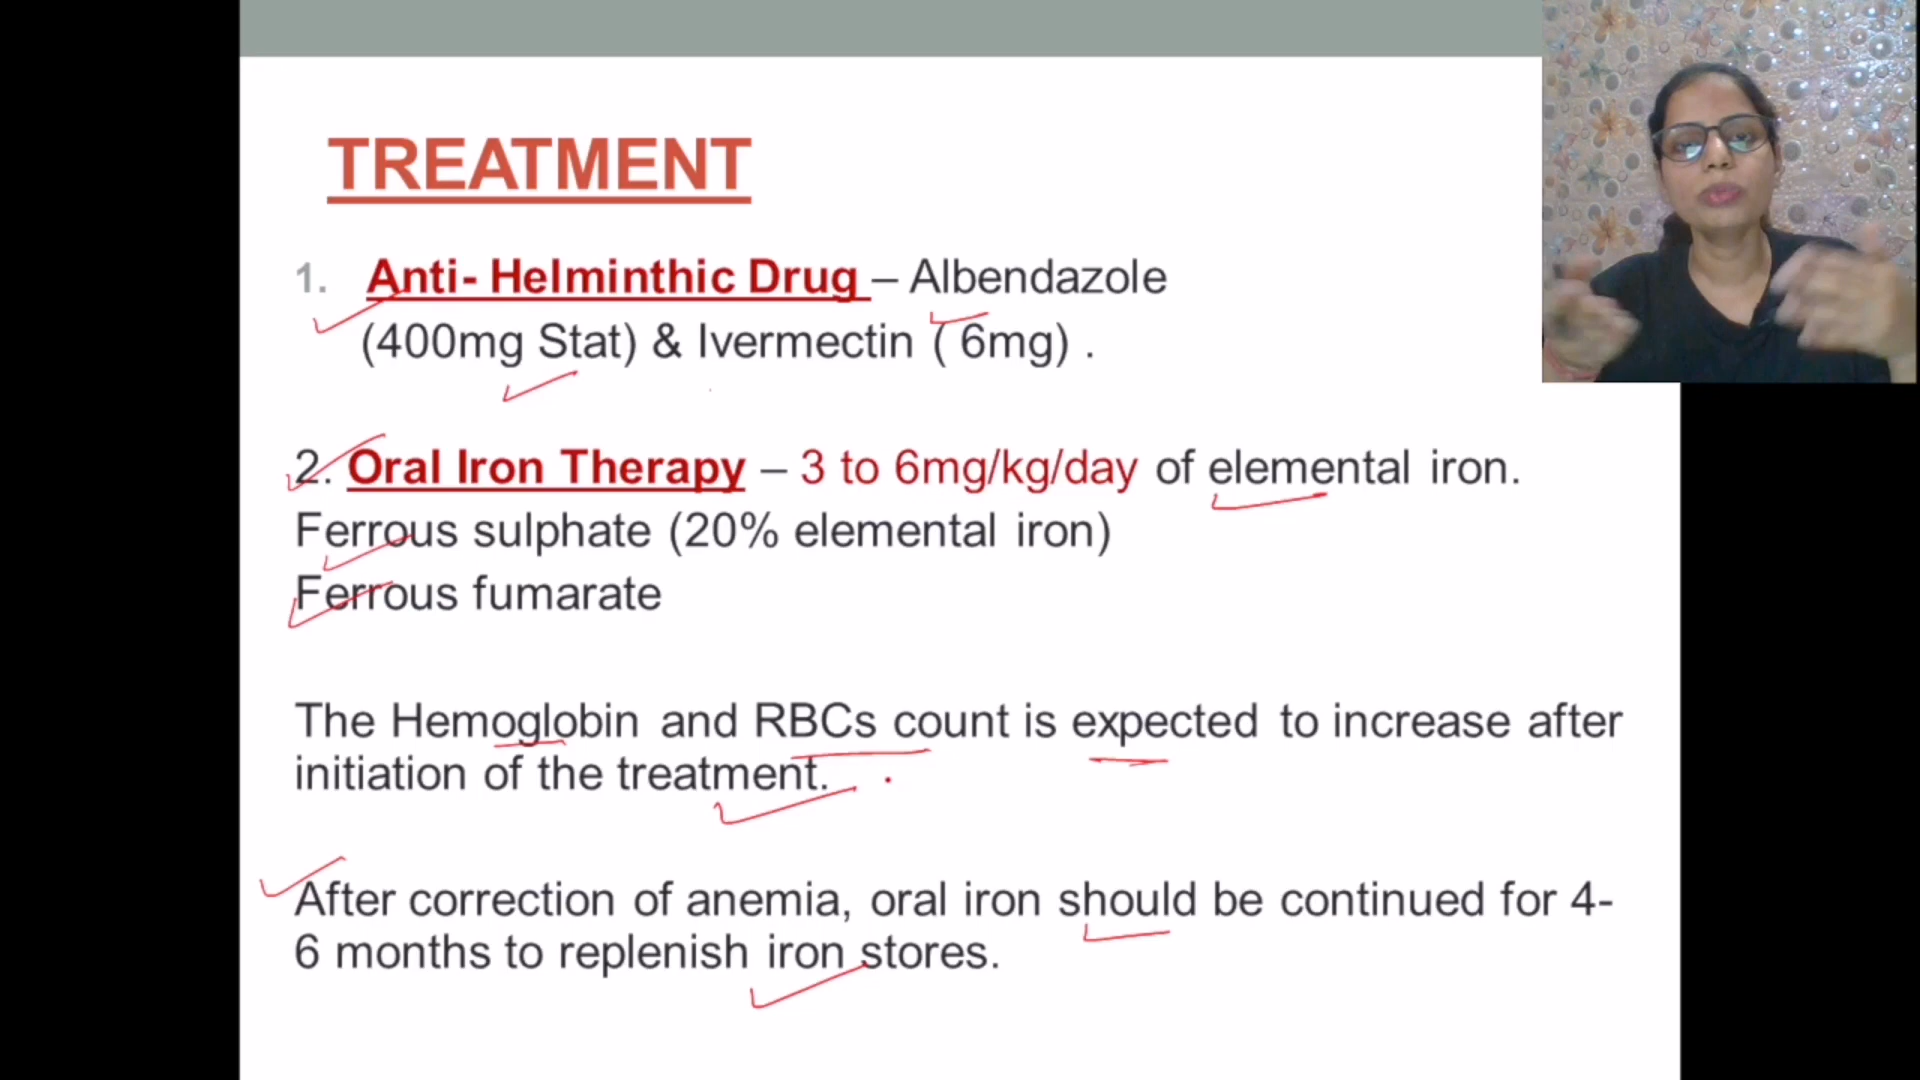 TREATMENT
1. Anti- Helminthic Drug – Albendazole
(400mg Stat) & Ivermectin ( 6mg) .
2. Oral Iron Therapy – 3 to 6mg/kg/day of elemental iron.
Ferrous sulphate (20% elemental iron)
Ferrous fumarate
The Hemoglobin and RBCs count is expected to increase after
initiation of the treatment.
After correction of anemia, oral iron should be continued for 4-
6 months to replenish iron stores.